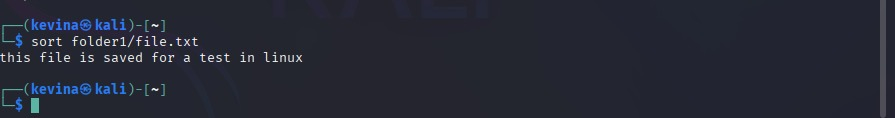 ┌──(kevina㉿kali)-[~]
└─$ sort folder1/file.txt
this file is saved for a test in linux
┌──(kevina㉿kali)-[~]
└─$